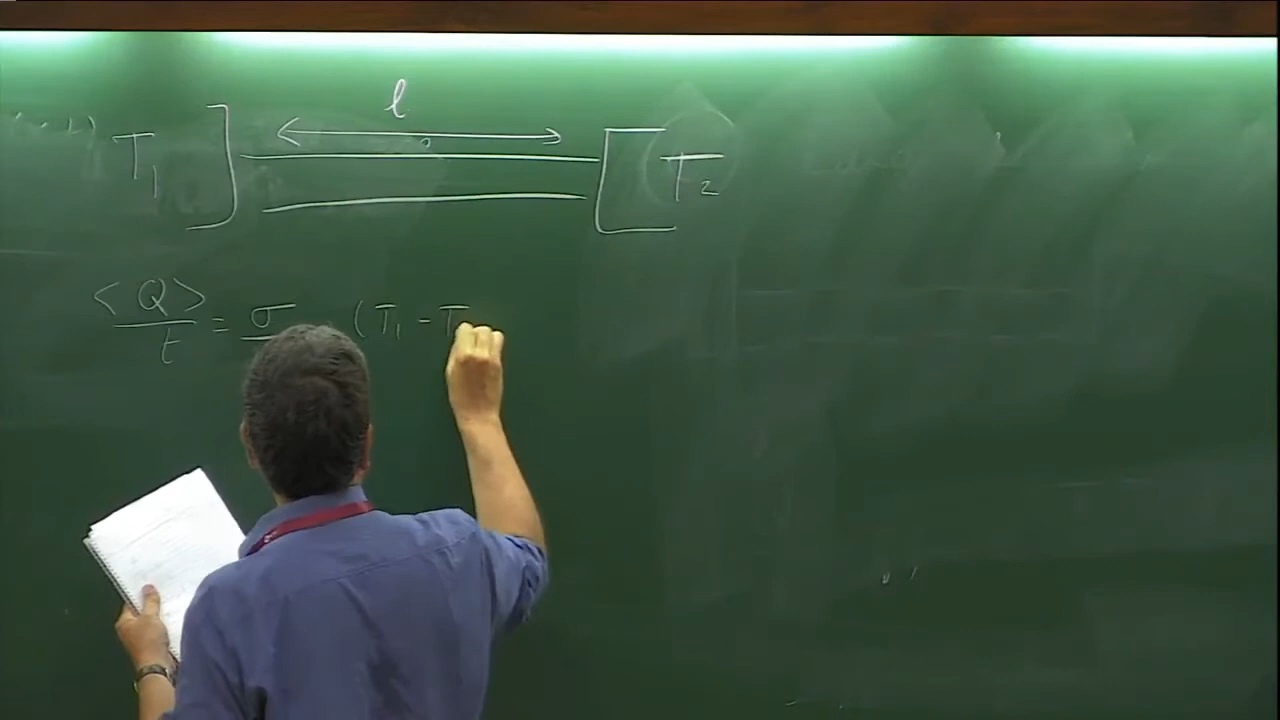 l
T₁ ] [ T₂
<Q>/t = σ (T₁ - T